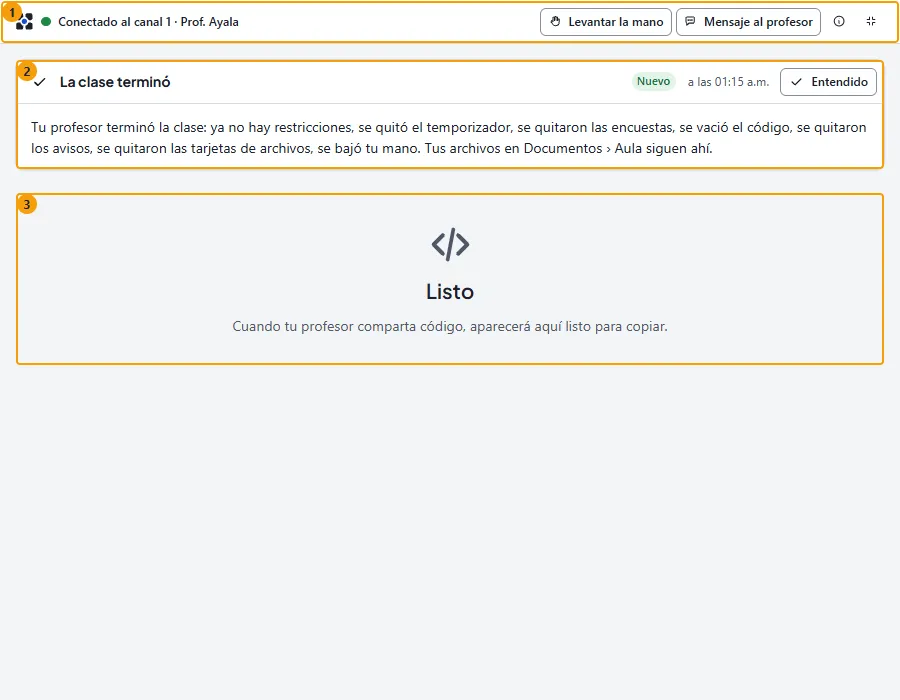 1
Conectado al canal 1 · Prof. Ayala
Levantar la mano
Mensaje al profesor
2
La clase terminó
Nuevo
a las 01:15 a.m.
Entendido
Tu profesor terminó la clase: ya no hay restricciones, se quitó el temporizador, se quitaron las encuestas, se vació el código, se quitaron
los avisos, se quitaron las tarjetas de archivos, se bajó tu mano. Tus archivos en Documentos › Aula siguen ahí.
3
Listo
Cuando tu profesor comparta código, aparecerá aquí listo para copiar.